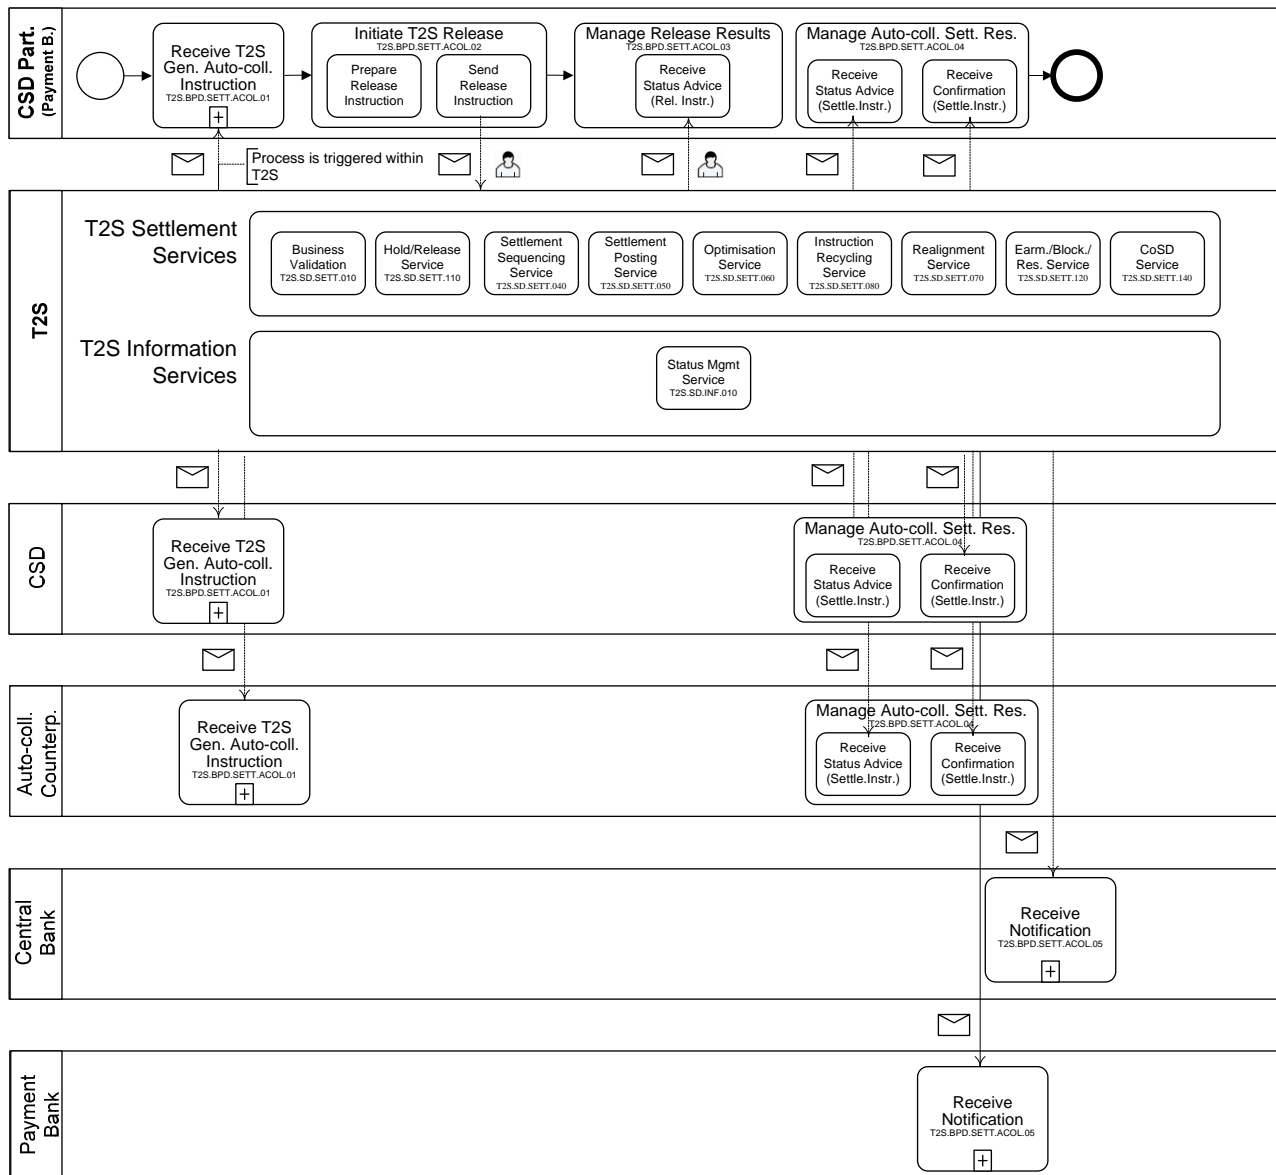 CSD Part.
(Payment B.)
Receive T2S
Gen. Auto-coll.
Instruction
T2S.BPD.SETT.ACOL.01
+
Initiate T2S Release
T2S.BPD.SETT.ACOL.02
Prepare
Release
Instruction
Send
Release
Instruction
Manage Release Results
T2S.BPD.SETT.ACOL.03
Receive
Status Advice
(Rel. Instr.)
Manage Auto-coll. Sett. Res.
T2S.BPD.SETT.ACOL.04
Receive
Status Advice
(Settle.Instr.)
Receive
Confirmation
(Settle.Instr.)
Process is triggered within
T2S
T2S
T2S Settlement
Services
Business
Validation
T2S.SD.SETT.010
Hold/Release
Service
T2S.SD.SETT.110
Settlement
Sequencing
Service
T2S.SD.SETT.040
Settlement
Posting
Service
T2S.SD.SETT.050
Optimisation
Service
T2S.SD.SETT.060
Instruction
Recycling
Service
T2S.SD.SETT.080
Realignment
Service
T2S.SD.SETT.070
Earm./Block./
Res. Service
T2S.SD.SETT.120
CoSD
Service
T2S.SD.SETT.140
T2S Information
Services
Status Mgmt
Service
T2S.SD.INF.010
CSD
Receive T2S
Gen. Auto-coll.
Instruction
T2S.BPD.SETT.ACOL.01
+
Manage Auto-coll. Sett. Res.
T2S.BPD.SETT.ACOL.04
Receive
Status Advice
(Settle.Instr.)
Receive
Confirmation
(Settle.Instr.)
Auto-coll.
Counterp.
Receive T2S
Gen. Auto-coll.
Instruction
T2S.BPD.SETT.ACOL.01
+
Manage Auto-coll. Sett. Res.
T2S.BPD.SETT.ACOL.04
Receive
Status Advice
(Settle.Instr.)
Receive
Confirmation
(Settle.Instr.)
Central
Bank
Receive
Notification
T2S.BPD.SETT.ACOL.05
+
Payment
Bank
Receive
Notification
T2S.BPD.SETT.ACOL.05
+